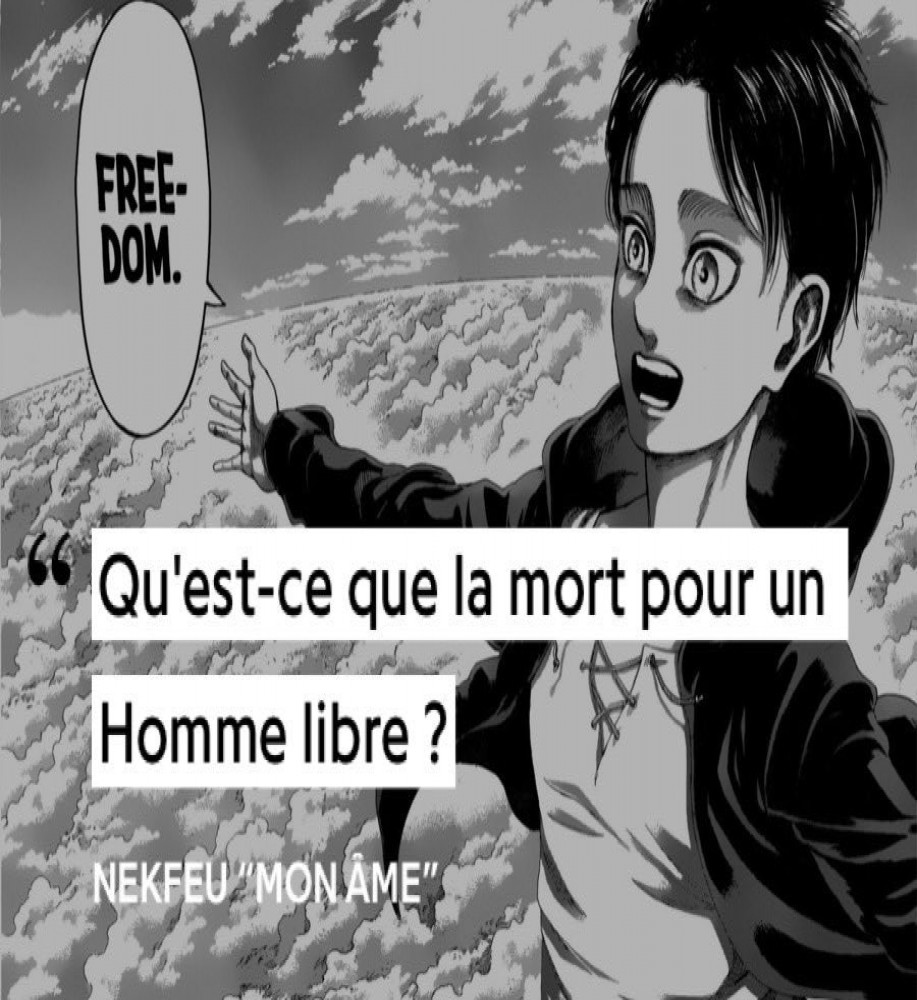 FREE-
DOM.
“ Qu'est-ce que la mort pour un
Homme libre ?
NEKFEU “MON ÂME”